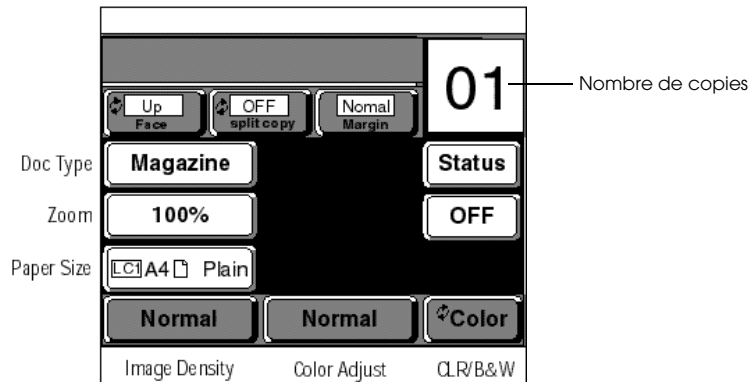 01
Nombre de copies
Up
OFF
Nomal
Face
split copy
Margin
Doc Type
Magazine
Status
Zoom
100%
OFF
Paper Size
LC1 A4 Plain
Normal
Normal
Color
Image Density
Color Adjust
CLR/B&W